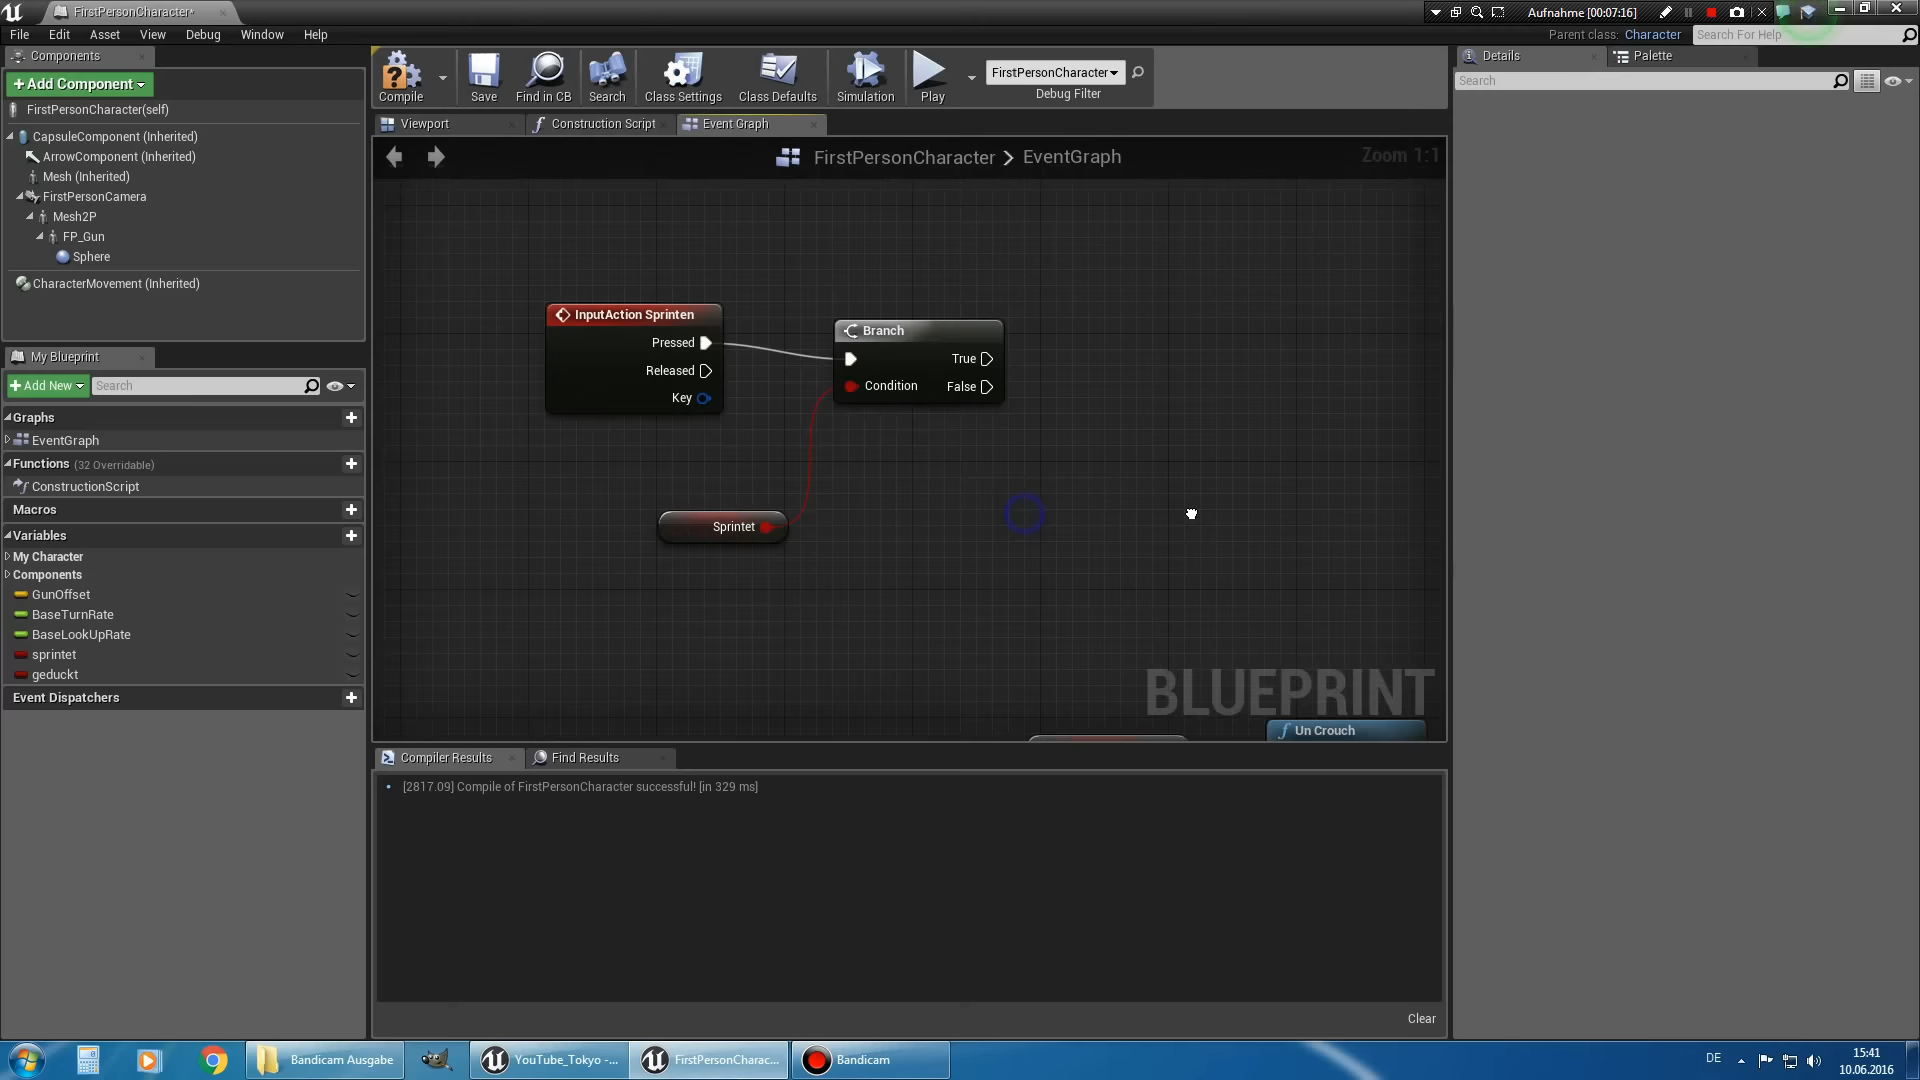 FirstPersonCharacter*
Aufnahme [00:07:16]
File Edit Asset View Debug Window Help
Parent class: Character
Search For Help
Components
+Add Component
FirstPersonCharacter(self)
CapsuleComponent (Inherited)
ArrowComponent (Inherited)
Mesh (Inherited)
FirstPersonCamera
Mesh2P
FP_Gun
Sphere
CharacterMovement (Inherited)
My Blueprint
+Add New
Search
Graphs
EventGraph
Functions (32 Overridable)
ConstructionScript
Macros
Variables
My Character
Components
GunOffset
BaseTurnRate
BaseLookUpRate
sprintet
geduckt
Event Dispatchers
Compile
Save
Find in CB
Search
Class Settings
Class Defaults
Simulation
Play
FirstPersonCharacter
Debug Filter
Viewport
Construction Script
Event Graph
FirstPersonCharacter > EventGraph
Zoom 1:1
InputAction Sprinten
Pressed
Released
Key
Branch
True
Condition
False
Sprintet
BLUEPRINT
Un Crouch
Compiler Results
Find Results
[2817.09] Compile of FirstPersonCharacter successful! [in 329 ms]
Clear
Details
Palette
Search
Bandicam Ausgabe
YouTube_Tokyo -...
FirstPersonCharac...
Bandicam
DE
15:41
10.06.2016